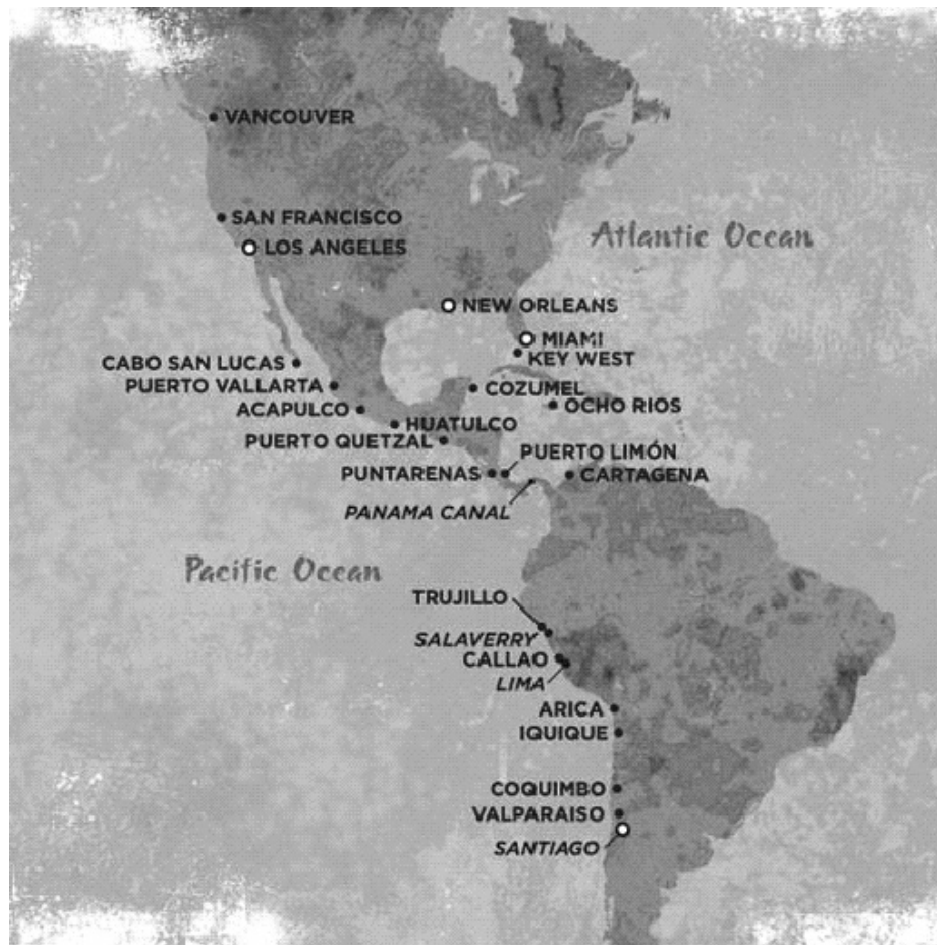 VANCOUVER
SAN FRANCISCO
Atlantic Ocean
LOS ANGELES
NEW ORLEANS
MIAMI
KEY WEST
CABO SAN LUCAS
PUERTO VALLARTA
COZUMEL
ACAPULCO
OCHO RIOS
HUATULCO
PUERTO QUETZAL
PUERTO LIMÓN
PUNTARENAS
CARTAGENA
PANAMA CANAL
Pacific Ocean
TRUJILLO
SALAVERRY
CALLAO
LIMA
ARICA
IQUIQUE
COQUIMBO
VALPARAISO
SANTIAGO